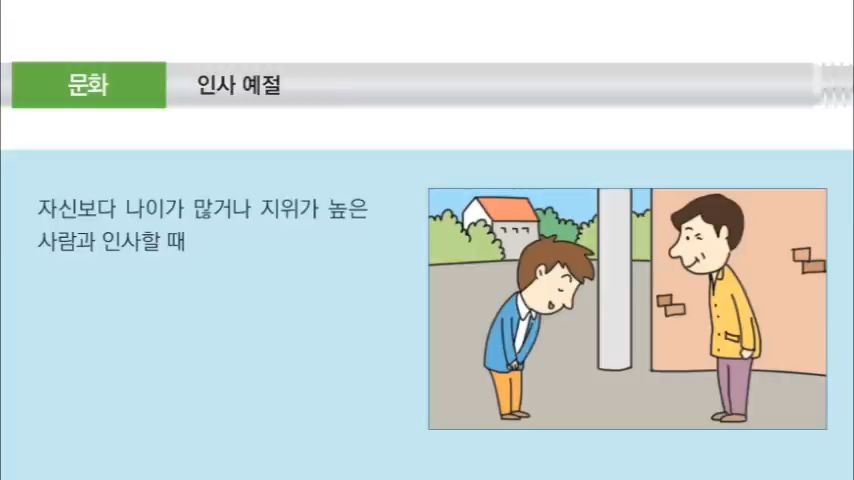 문화
인사 예절
자신보다 나이가 많거나 지위가 높은
사람과 인사할 때